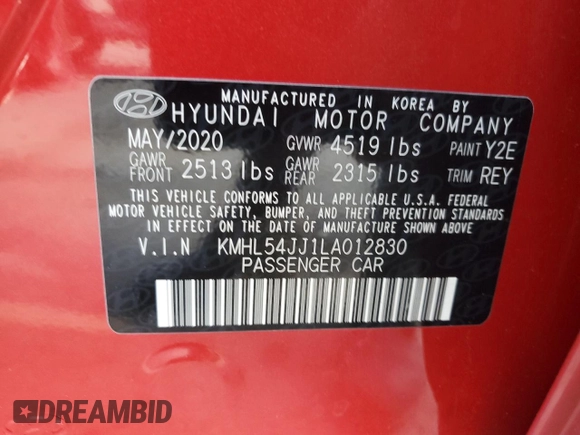 MANUFACTURED IN KOREA BY
HYUNDAI MOTOR COMPANY
MAY/2020 GVWR 4519 lbs PAINT Y2E
GAWR FRONT 2513 lbs GAWR REAR 2315 lbs TRIM REY
THIS VEHICLE CONFORMS TO ALL APPLICABLE U.S.A. FEDERAL
MOTOR VEHICLE SAFETY, BUMPER, AND THEFT PREVENTION STANDARDS
IN EFFECT ON THE DATE OF MANUFACTURE SHOWN ABOVE.
V.I.N KMHL54JJ1LA012830
PASSENGER CAR
DREAMBID